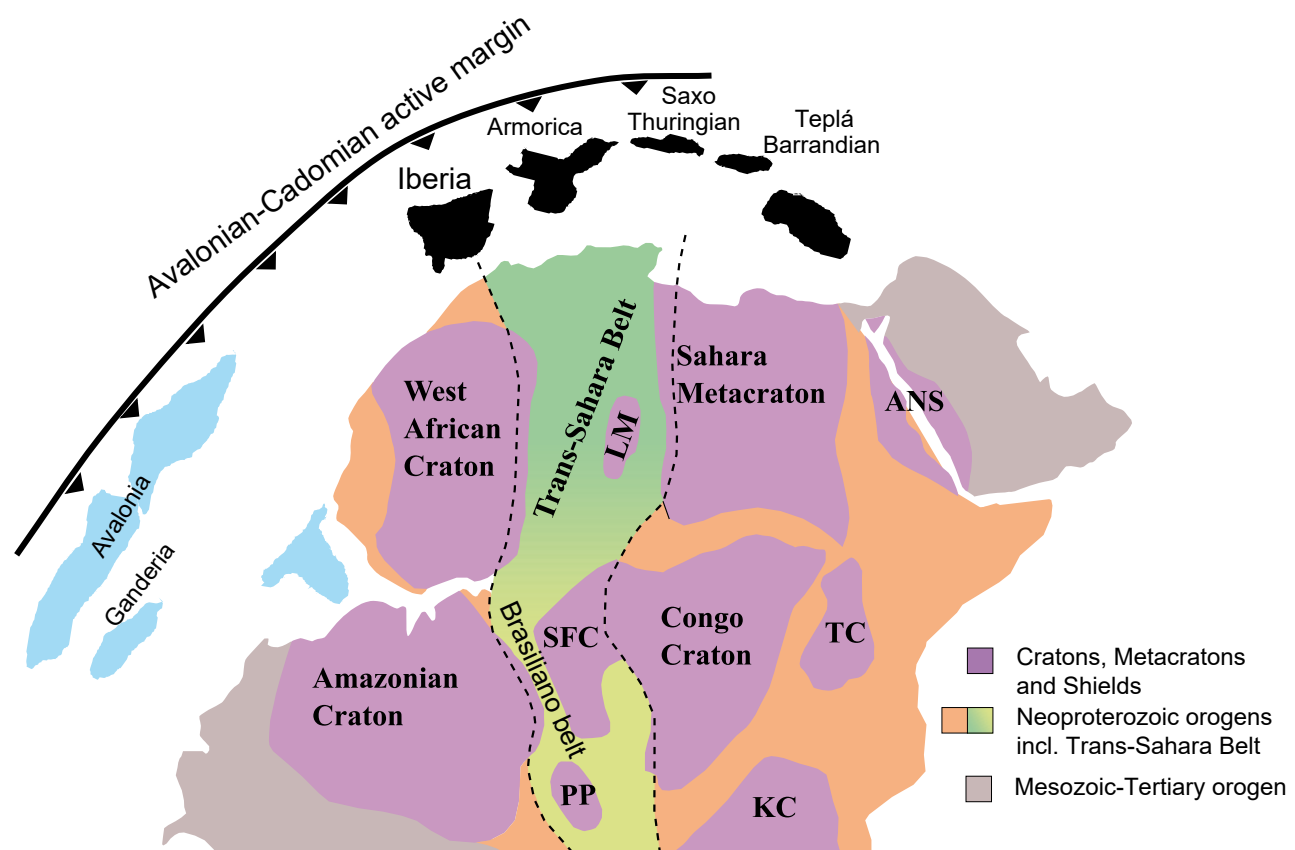 Avalonian-Cadomian active margin
Saxo
Thuringian
Armorica
Teplá
Barrandian
Iberia
Trans-Sahara Belt
Sahara
Metacraton
West
African
Craton
ANS
LM
Avalonia
Ganderia
Brasiliano belt
SFC
Congo
Craton
TC
Amazonian
Craton
PP
KC
Cratons, Metacratons
and Shields
Neoproterozoic orogens
incl. Trans-Sahara Belt
Mesozoic-Tertiary orogen